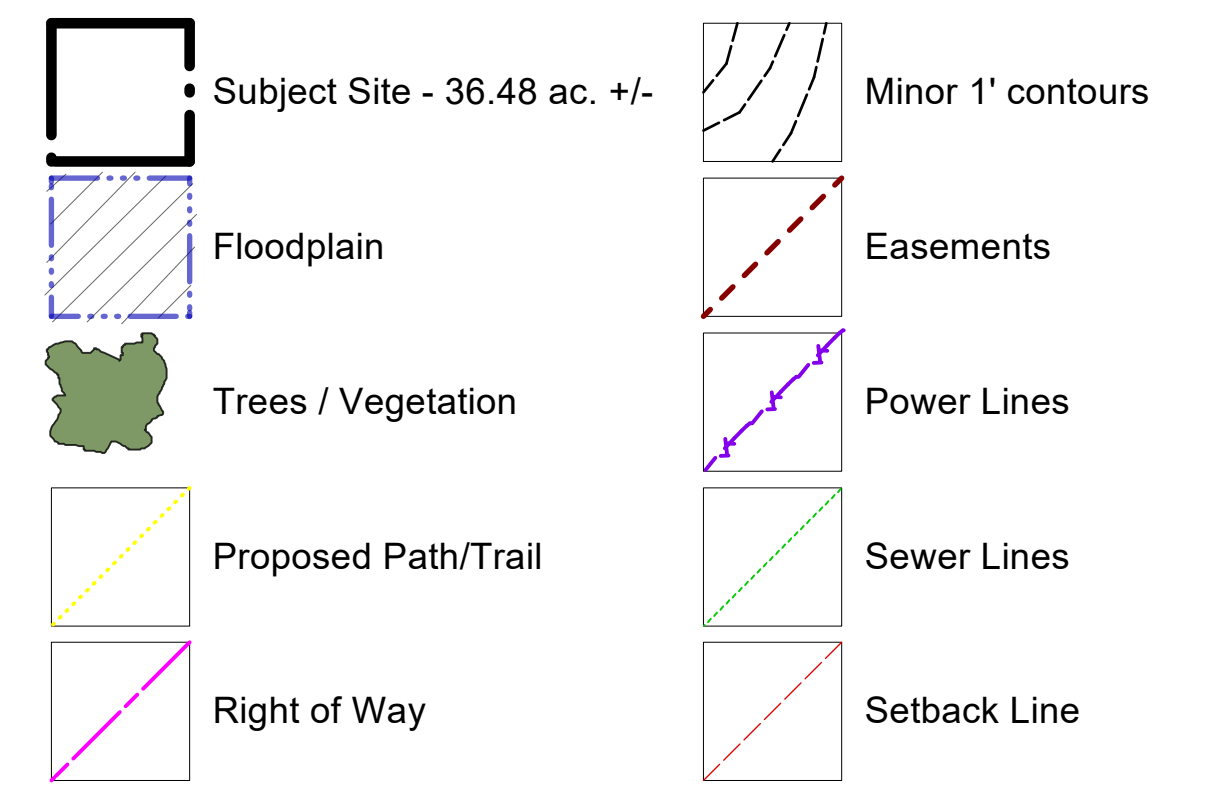 Subject Site - 36.48 ac. +/-
Floodplain
Trees / Vegetation
Proposed Path/Trail
Right of Way
Minor 1' contours
Easements
Power Lines
Sewer Lines
Setback Line